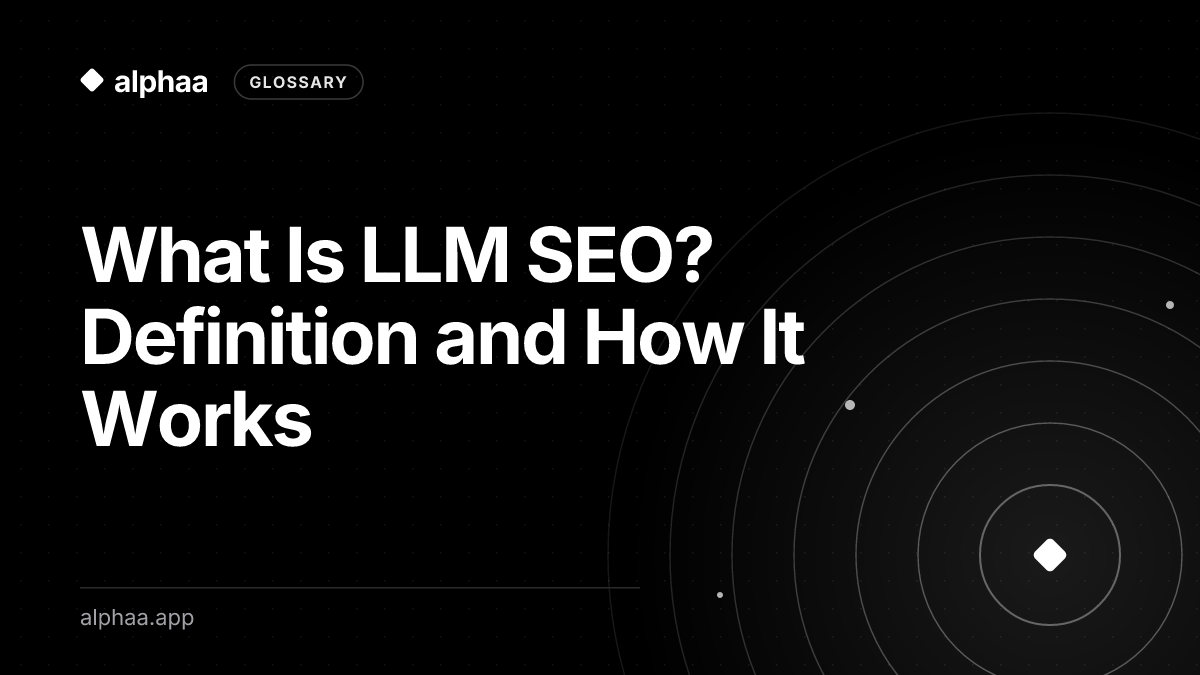 alphaa
GLOSSARY
What Is LLM SEO?
Definition and How It
Works
alphaa.app